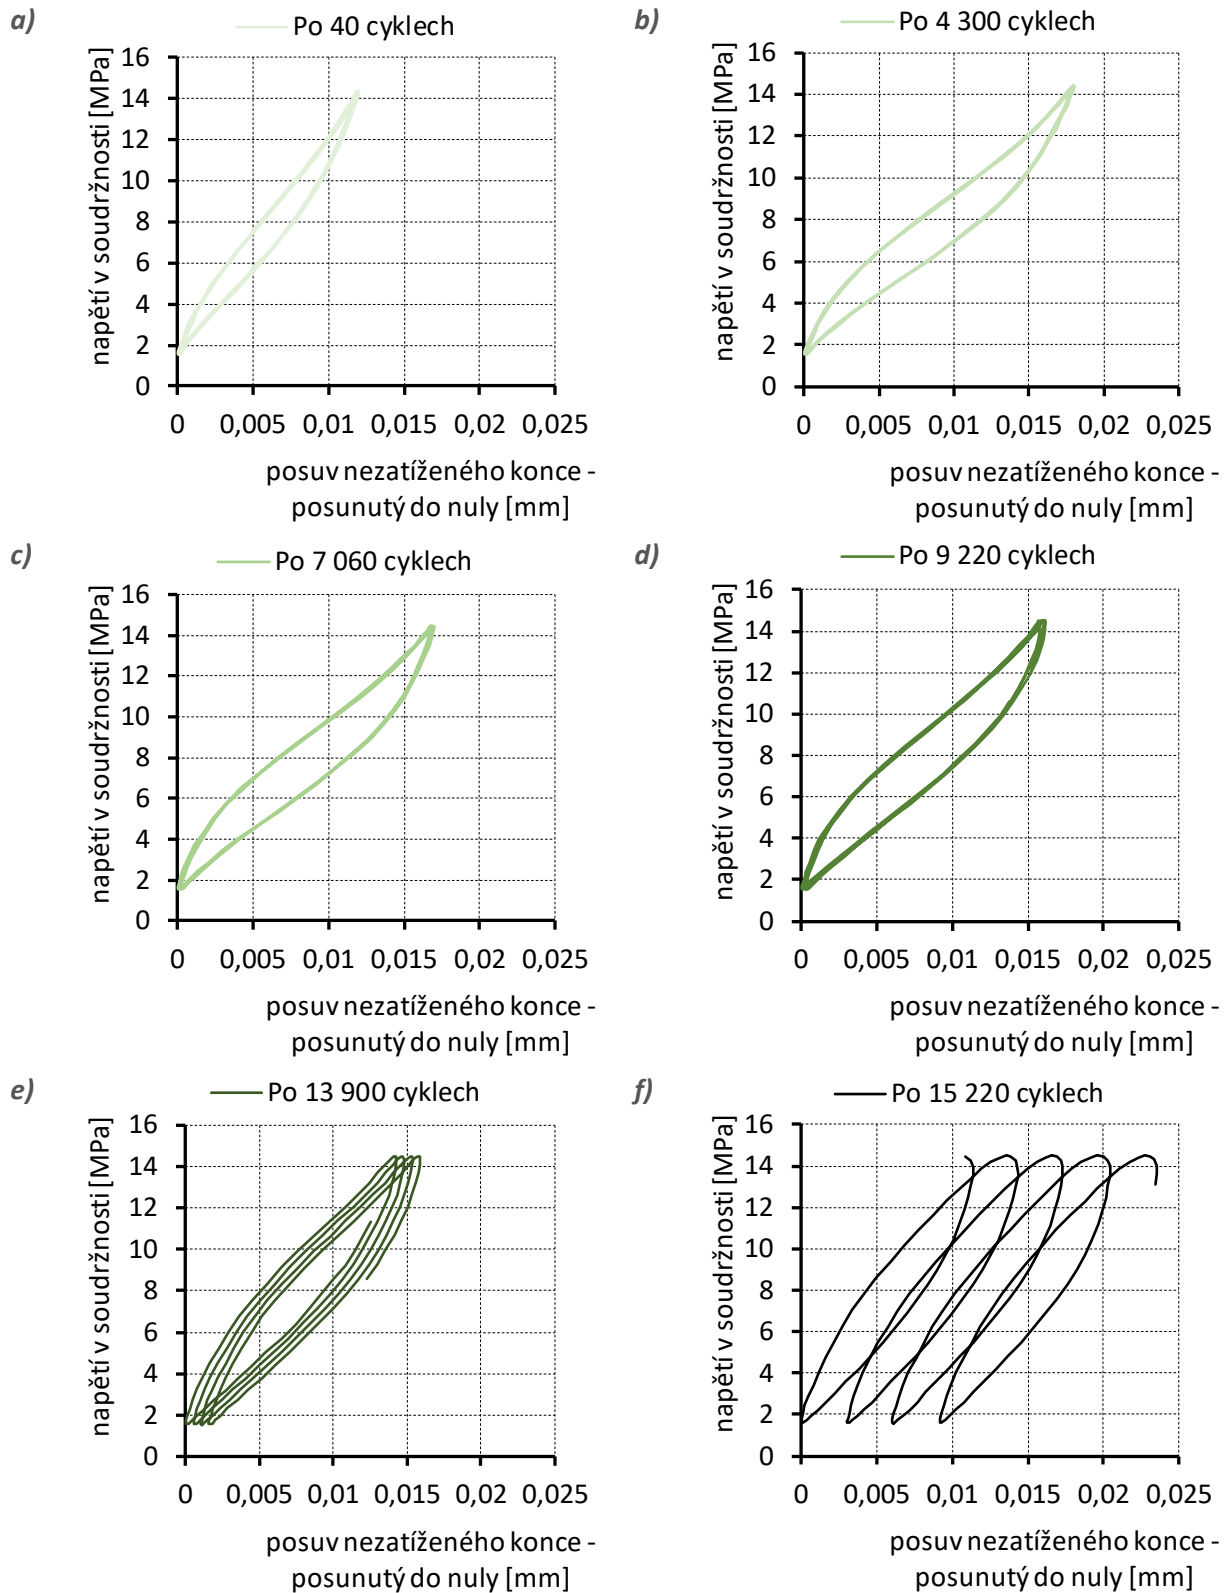 a)
Po 40 cyklech
napětí v soudržnosti [MPa]
16
14
12
10
8
6
4
2
0
0 0,005 0,01 0,015 0,02 0,025
posuv nezatíženého konce -
posunutý do nuly [mm]
b)
Po 4 300 cyklech
napětí v soudržnosti [MPa]
16
14
12
10
8
6
4
2
0
0 0,005 0,01 0,015 0,02 0,025
posuv nezatíženého konce -
posunutý do nuly [mm]
c)
Po 7 060 cyklech
napětí v soudržnosti [MPa]
16
14
12
10
8
6
4
2
0
0 0,005 0,01 0,015 0,02 0,025
posuv nezatíženého konce -
posunutý do nuly [mm]
d)
Po 9 220 cyklech
napětí v soudržnosti [MPa]
16
14
12
10
8
6
4
2
0
0 0,005 0,01 0,015 0,02 0,025
posuv nezatíženého konce -
posunutý do nuly [mm]
e)
Po 13 900 cyklech
napětí v soudržnosti [MPa]
16
14
12
10
8
6
4
2
0
0 0,005 0,01 0,015 0,02 0,025
posuv nezatíženého konce -
posunutý do nuly [mm]
f)
Po 15 220 cyklech
napětí v soudržnosti [MPa]
16
14
12
10
8
6
4
2
0
0 0,005 0,01 0,015 0,02 0,025
posuv nezatíženého konce -
posunutý do nuly [mm]